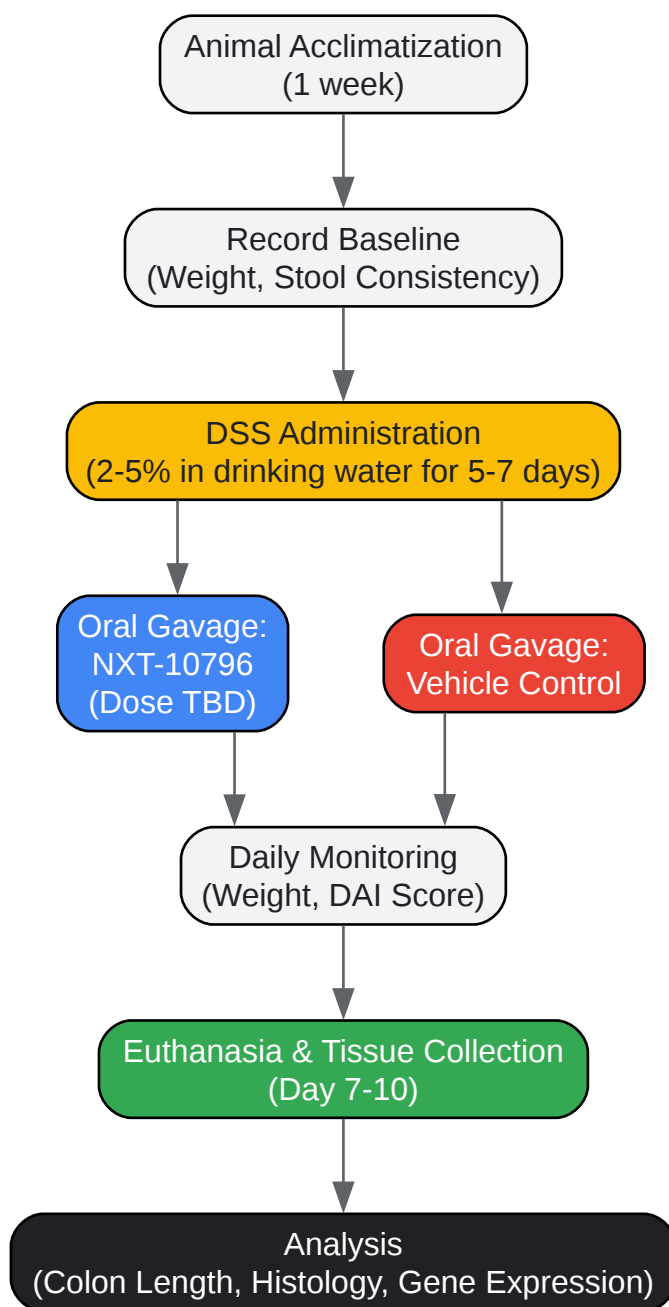 Animal Acclimatization
(1 week)
Record Baseline
(Weight, Stool Consistency)
DSS Administration
(2-5% in drinking water for 5-7 days)
Oral Gavage:
NXT-10796
(Dose TBD)
Oral Gavage:
Vehicle Control
Daily Monitoring
(Weight, DAI Score)
Euthanasia & Tissue Collection
(Day 7-10)
Analysis
(Colon Length, Histology, Gene Expression)